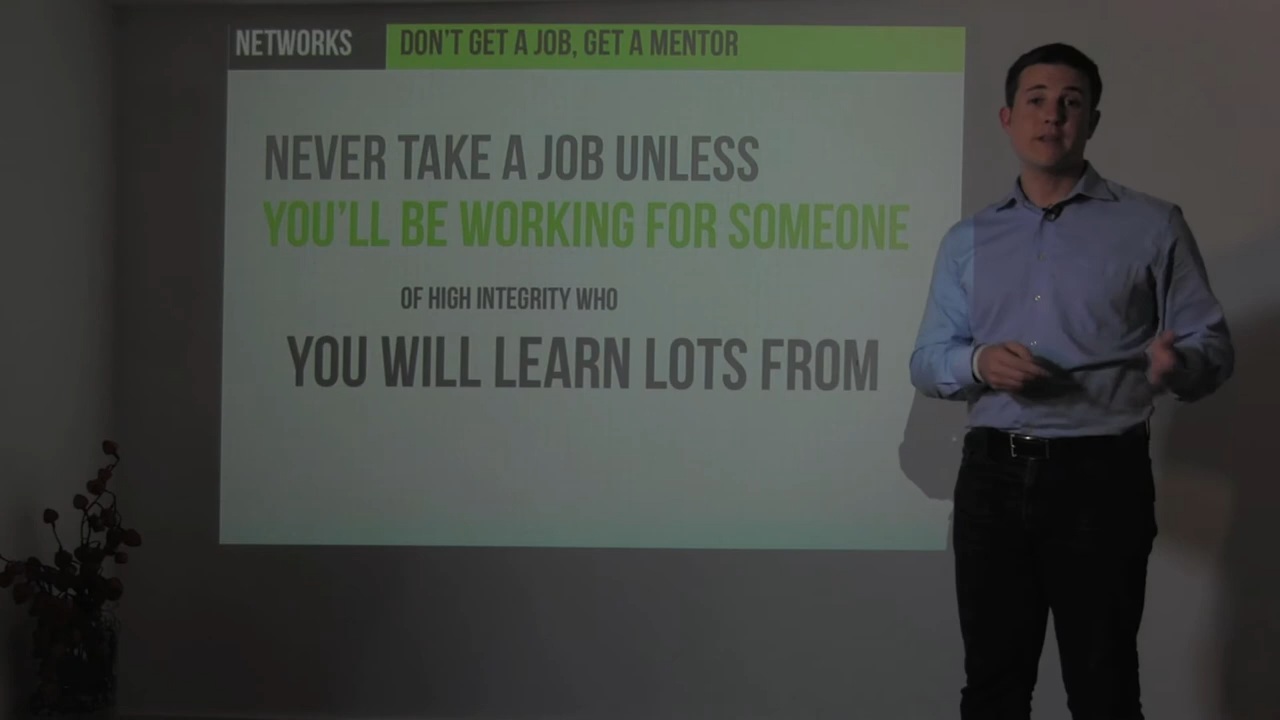 NETWORKS
DON'T GET A JOB, GET A MENTOR
NEVER TAKE A JOB UNLESS
YOU'LL BE WORKING FOR SOMEONE
OF HIGH INTEGRITY WHO
YOU WILL LEARN LOTS FROM